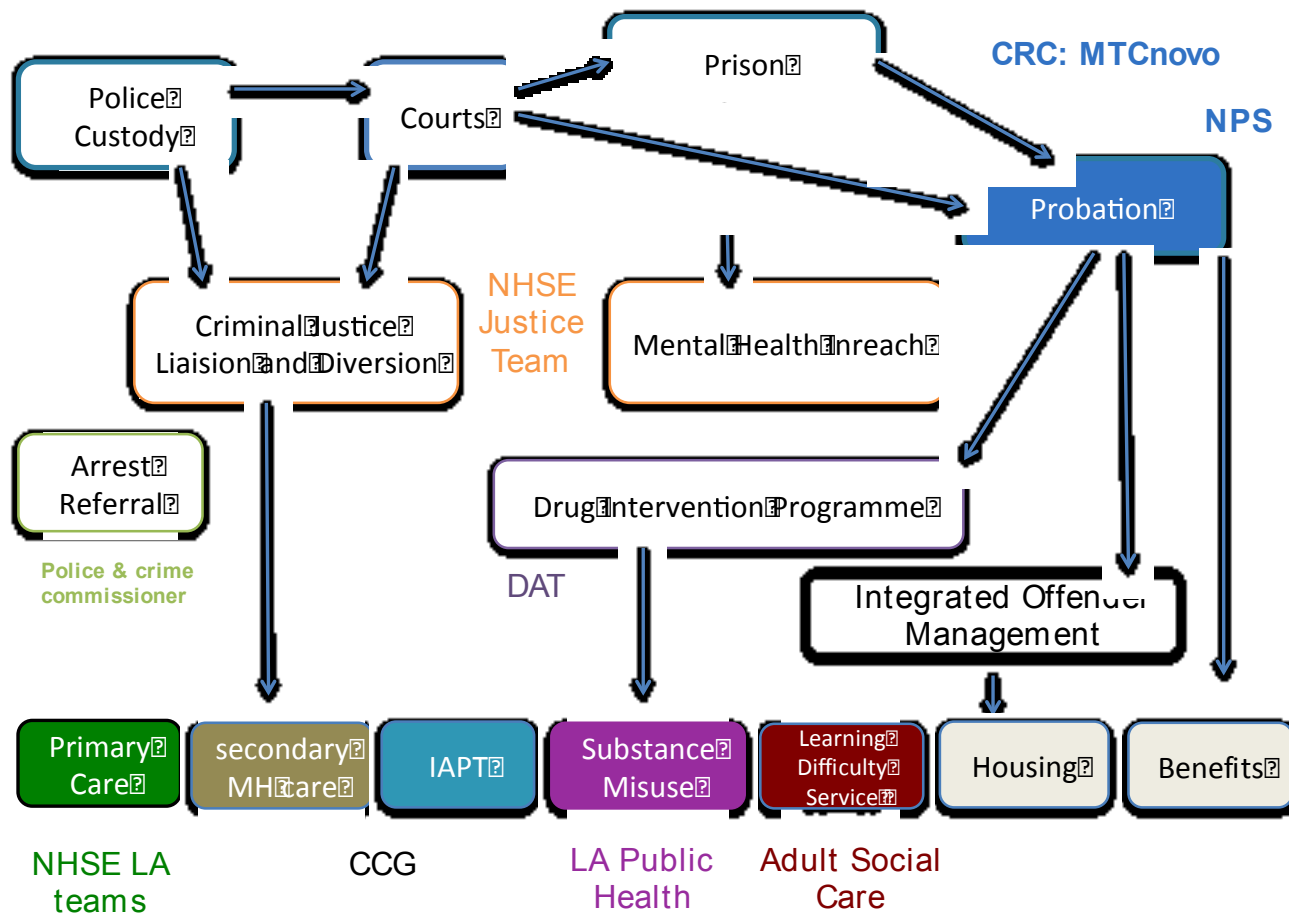 Prison
CRC: MTCnovo
Police
Custody
Courts
NPS
Probation
NHSE
Justice
Team
Criminal Justice
Liaision and Diversion
Mental Health Inreach
Arrest
Referral
Drug Intervention Programme
Police & crime
commissioner
DAT
Integrated Offender
Management
Primary
Care
secondary
MH care
IAPT
Substance
Misuse
Learning
Difficulty
Service
Housing
Benefits
NHSE LA
teams
CCG
LA Public
Health
Adult Social
Care